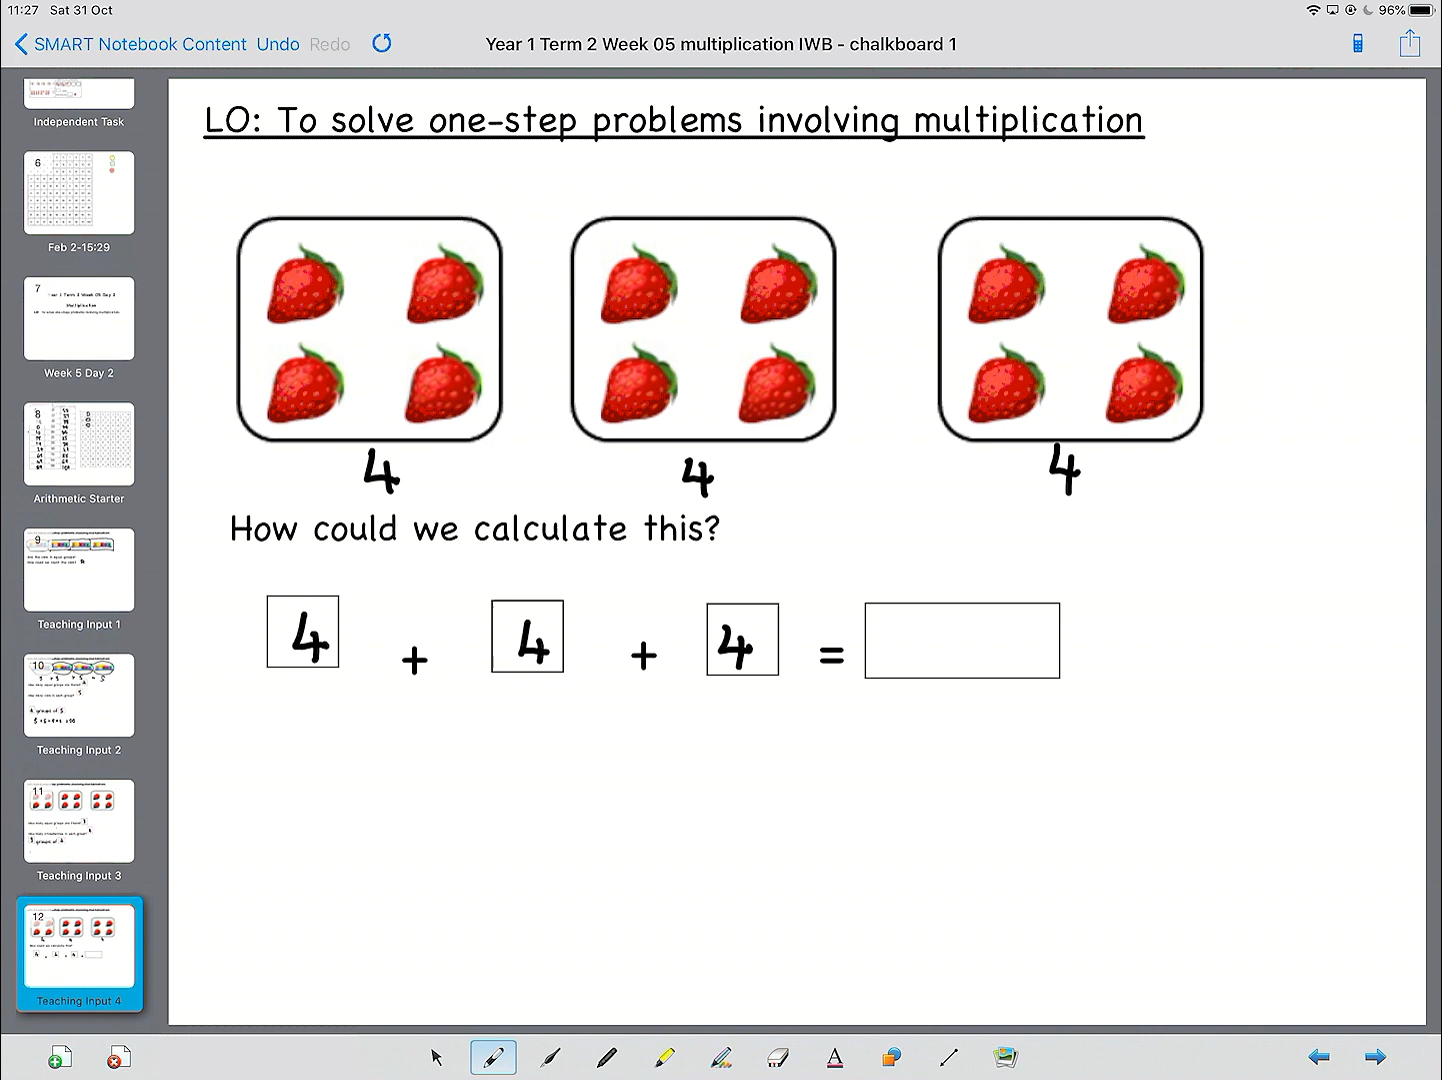 11:27 Sat 31 Oct 96%
SMART Notebook Content Undo Redo
Year 1 Term 2 Week 05 multiplication IWB - chalkboard 1
Independent Task
6
Feb 2-15:29
7
Week 5 Day 2
8
Arithmetic Starter
9
Teaching Input 1
10
Teaching Input 2
11
Teaching Input 3
12
Teaching Input 4
LO: To solve one-step problems involving multiplication
4 4 4
How could we calculate this?
4 + 4 + 4 =
A